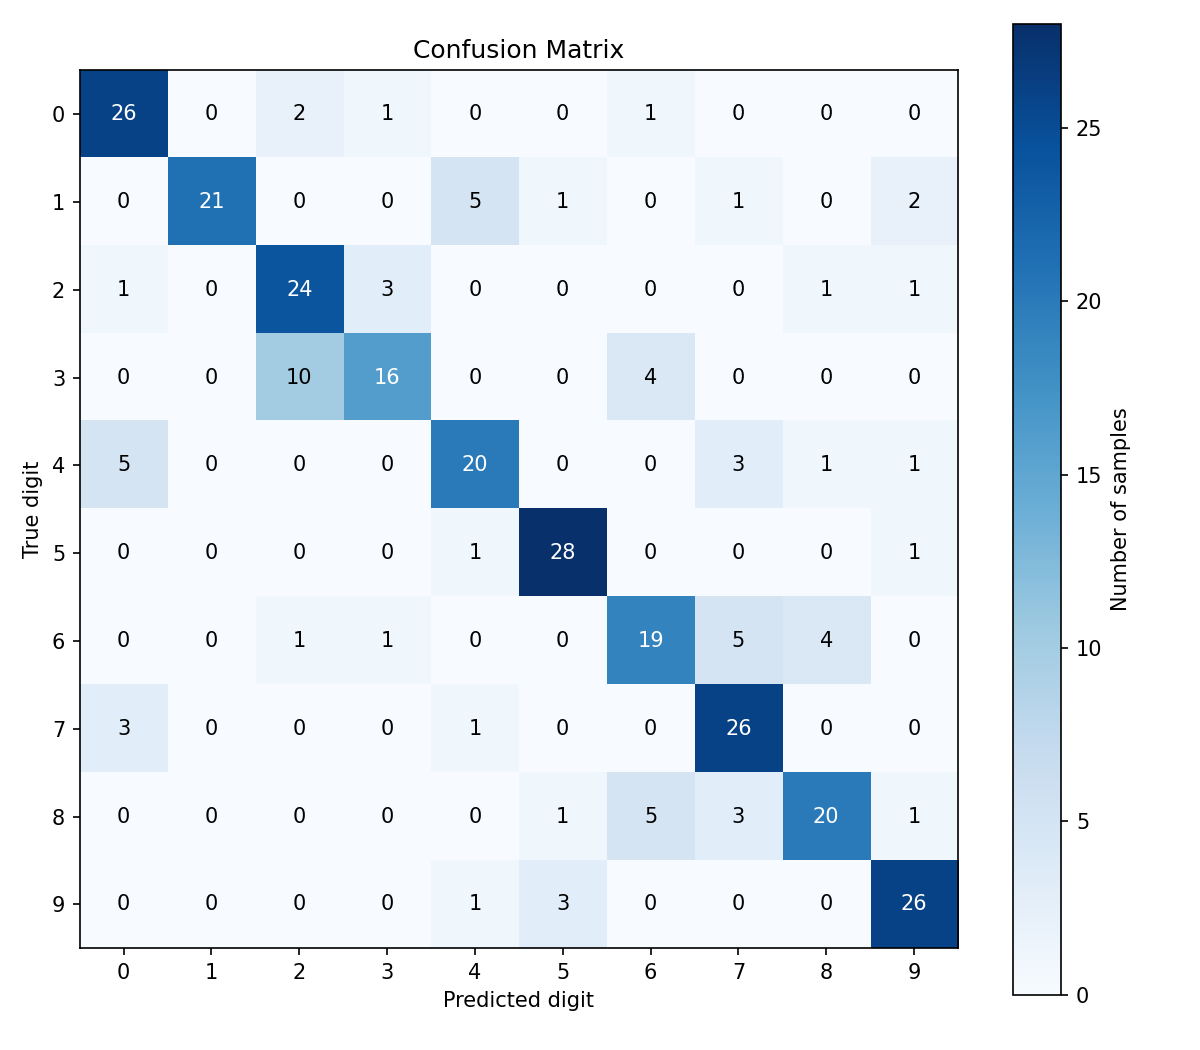 Confusion Matrix
0 26 0 2 1 0 0 1 0 0 0
1 0 21 0 0 5 1 0 1 0 2
2 1 0 24 3 0 0 0 0 1 1
3 0 0 10 16 0 0 4 0 0 0
4 5 0 0 0 20 0 0 3 1 1
5 0 0 0 0 1 28 0 0 0 1
6 0 0 1 1 0 0 19 5 4 0
7 3 0 0 0 1 0 0 26 0 0
8 0 0 0 0 0 1 5 3 20 1
9 0 0 0 0 1 3 0 0 0 26
0 1 2 3 4 5 6 7 8 9
Predicted digit
True digit
25
20
15
10
5
0
Number of samples